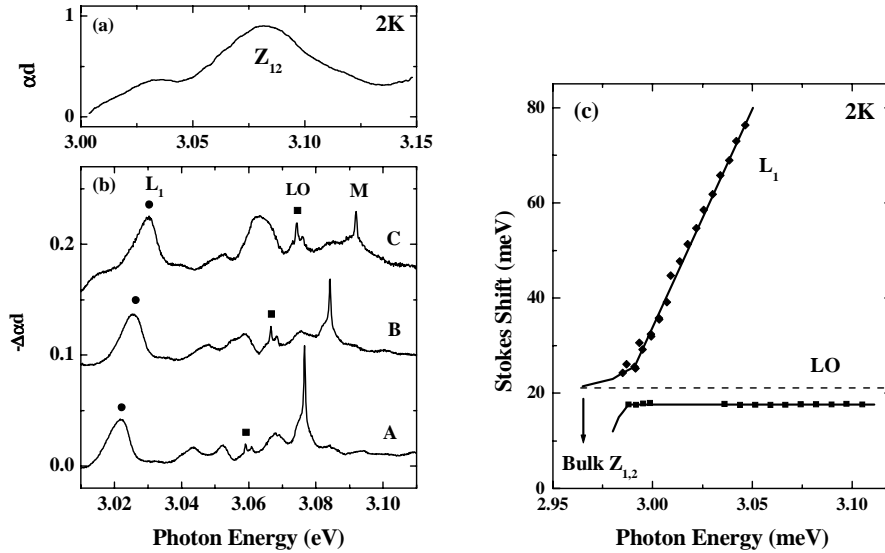 (a)
2K
Z12
1
0
αd
3.00
3.05
3.10
3.15
(b)
L1
LO
M
C
B
A
0.2
0.1
0.0
-Δαd
3.02
3.04
3.06
3.08
3.10
Photon Energy (eV)
(c)
2K
L1
LO
Bulk Z1,2
80
60
40
20
0
Stokes Shift (meV)
2.95
3.00
3.05
3.10
Photon Energy (meV)